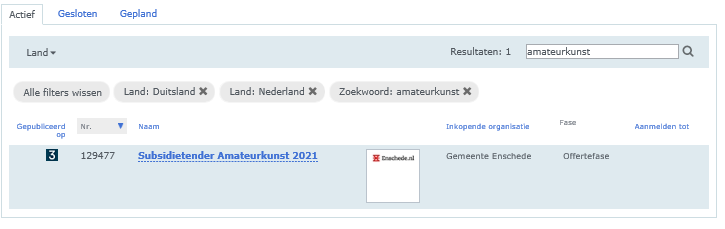 Actief Gesloten Gepland
Land Resultaten: 1 amateurkunst
Alle filters wissen Land: Duitsland Land: Nederland Zoekwoord: amateurkunst
Gepubliceerd op Nr. Naam Inkopende organisatie Fase Aanmelden tot
3 129477 Subsidietender Amateurkunst 2021 Enschede.nl Gemeente Enschede Offertefase